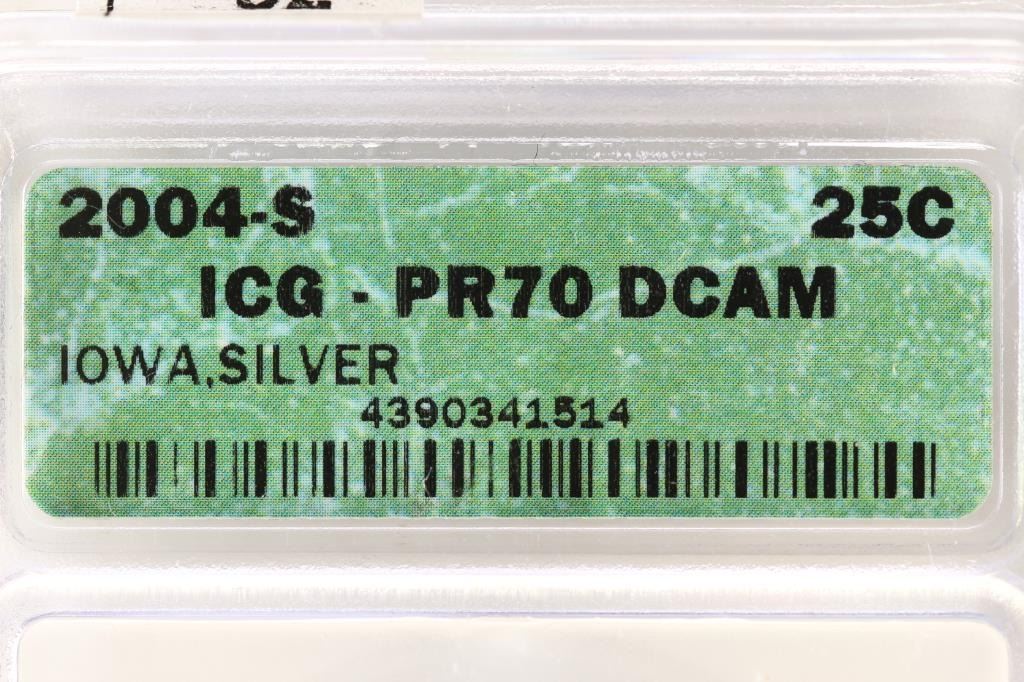 2004-S 25C
ICG - PR70 DCAM
IOWA,SILVER
4390341514